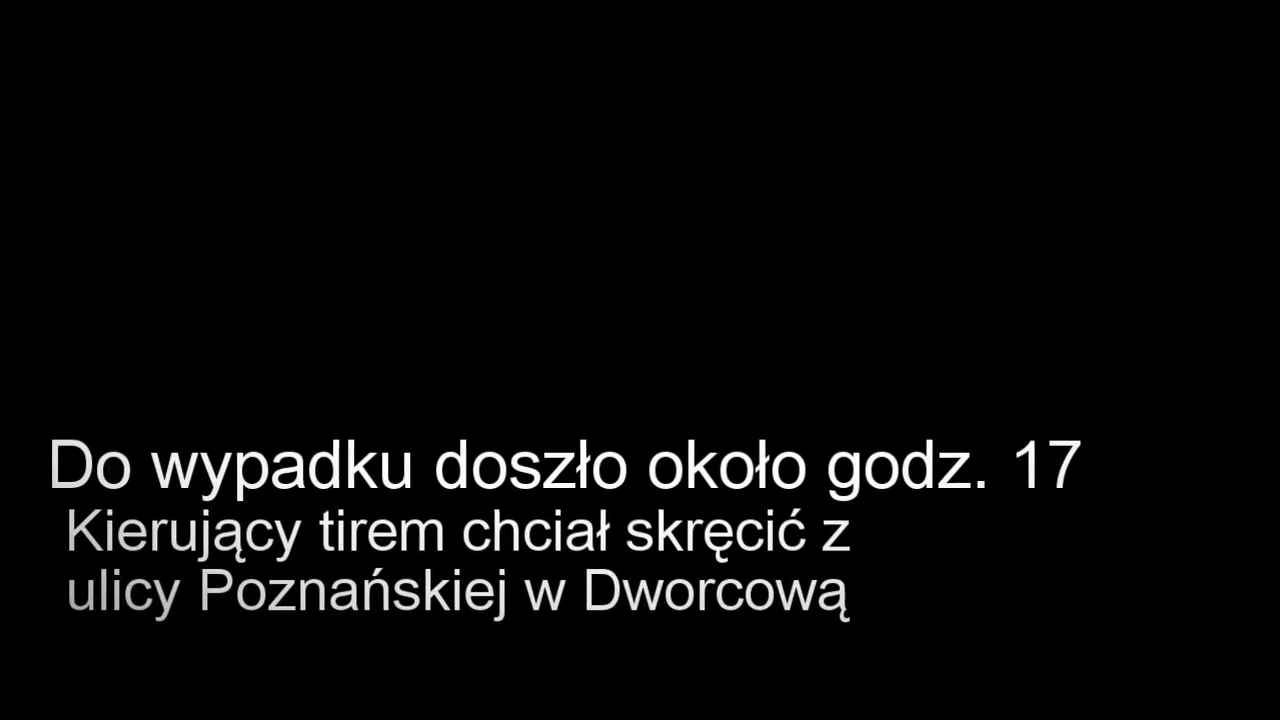 Do wypadku doszło około godz. 17
Kierujący tirem chciał skręcić z
ulicy Poznańskiej w Dworcową